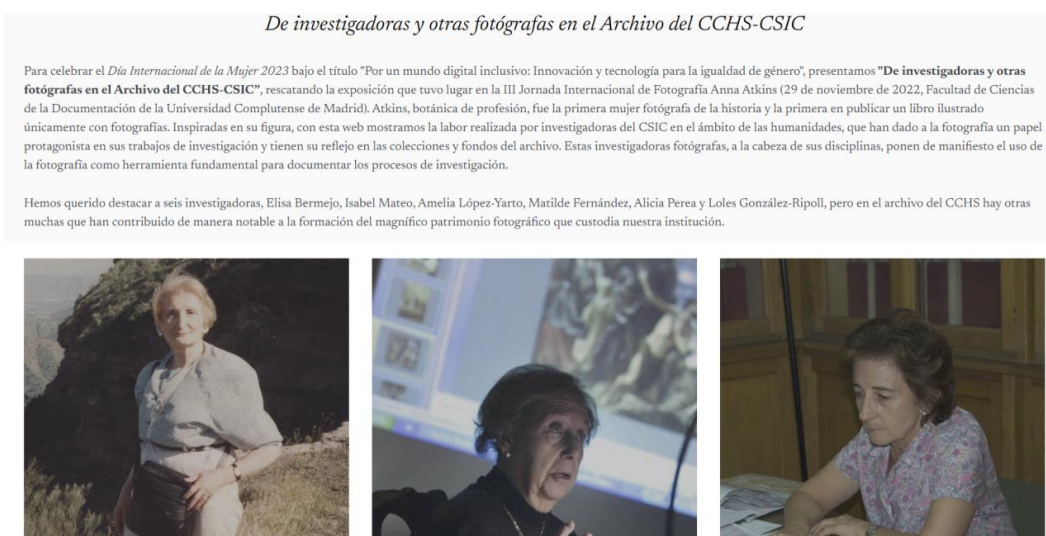 De investigadoras y otras fotógrafas en el Archivo del CCHS-CSIC
Para celebrar el Día Internacional de la Mujer 2023 bajo el título "Por un mundo digital inclusivo: Innovación y tecnología para la igualdad de género", presentamos "De investigadoras y otras
fotógrafas en el Archivo del CCHS-CSIC", rescatando la exposición que tuvo lugar en la III Jornada Internacional de Fotografía Anna Atkins (29 de noviembre de 2022, Facultad de Ciencias
de la Documentación de la Universidad Complutense de Madrid). Atkins, botánica de profesión, fue la primera mujer fotógrafa de la historia y la primera en publicar un libro ilustrado
únicamente con fotografías. Inspiradas en su figura, con esta web mostramos la labor realizada por investigadoras del CSIC en el ámbito de las humanidades, que han dado a la fotografía un papel
protagonista en sus trabajos de investigación y tienen su reflejo en las colecciones y fondos del archivo. Estas investigadoras fotógrafas, a la cabeza de sus disciplinas, ponen de manifiesto el uso de
la fotografía como herramienta fundamental para documentar los procesos de investigación.
Hemos querido destacar a seis investigadoras, Elisa Bermejo, Isabel Mateo, Amelia López-Yarto, Matilde Fernández, Alicia Perea y Loles González-Ripoll, pero en el archivo del CCHS hay otras
muchas que han contribuido de manera notable a la formación del magnífico patrimonio fotográfico que custodia nuestra institución.